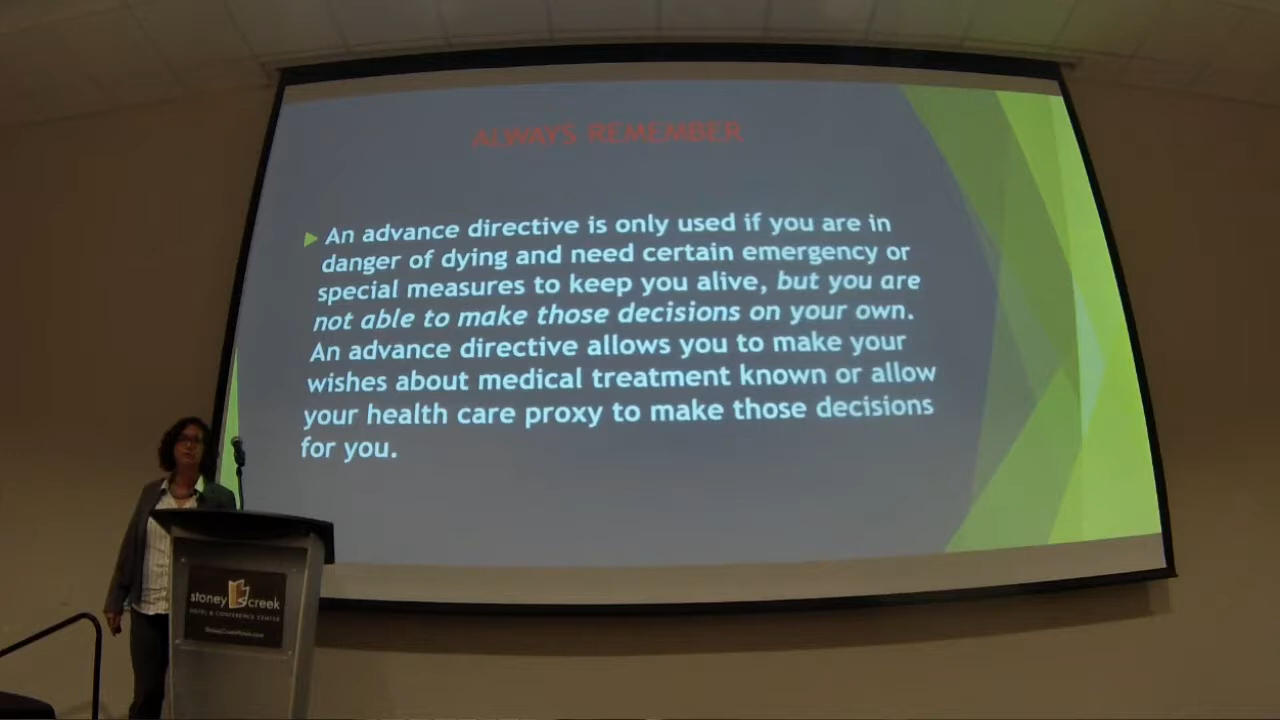 ALWAYS REMEMBER
An advance directive is only used if you are in
danger of dying and need certain emergency or
special measures to keep you alive, but you are
not able to make those decisions on your own.
An advance directive allows you to make your
wishes about medical treatment known or allow
your health care proxy to make those decisions
for you.
stoney creek
HOTEL & CONFERENCE CENTER